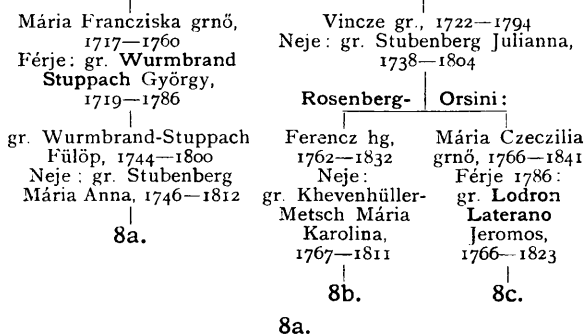 Mária Francziska grnő,
1717—1760
Férje: gr. Wurmbrand
Stuppach György,
1719—1786
gr. Wurmbrand-Stuppach
Fülöp, 1744—1800
Neje: gr. Stubenberg
Mária Anna, 1746—1812
8a.
Vincze gr., 1722—1794
Neje: gr. Stubenberg Julianna,
1738—1804
Rosenberg- Orsini:
Ferencz hg,
1762—1832
Neje:
gr. Khevenhüller-
Metsch Mária
Karolina,
1767—1811
8b.
Mária Czeczilia
grnő, 1766—1841
Férje 1786:
gr. Lodron
Laterano
Jeromos,
1766—1823
8c.
8a.